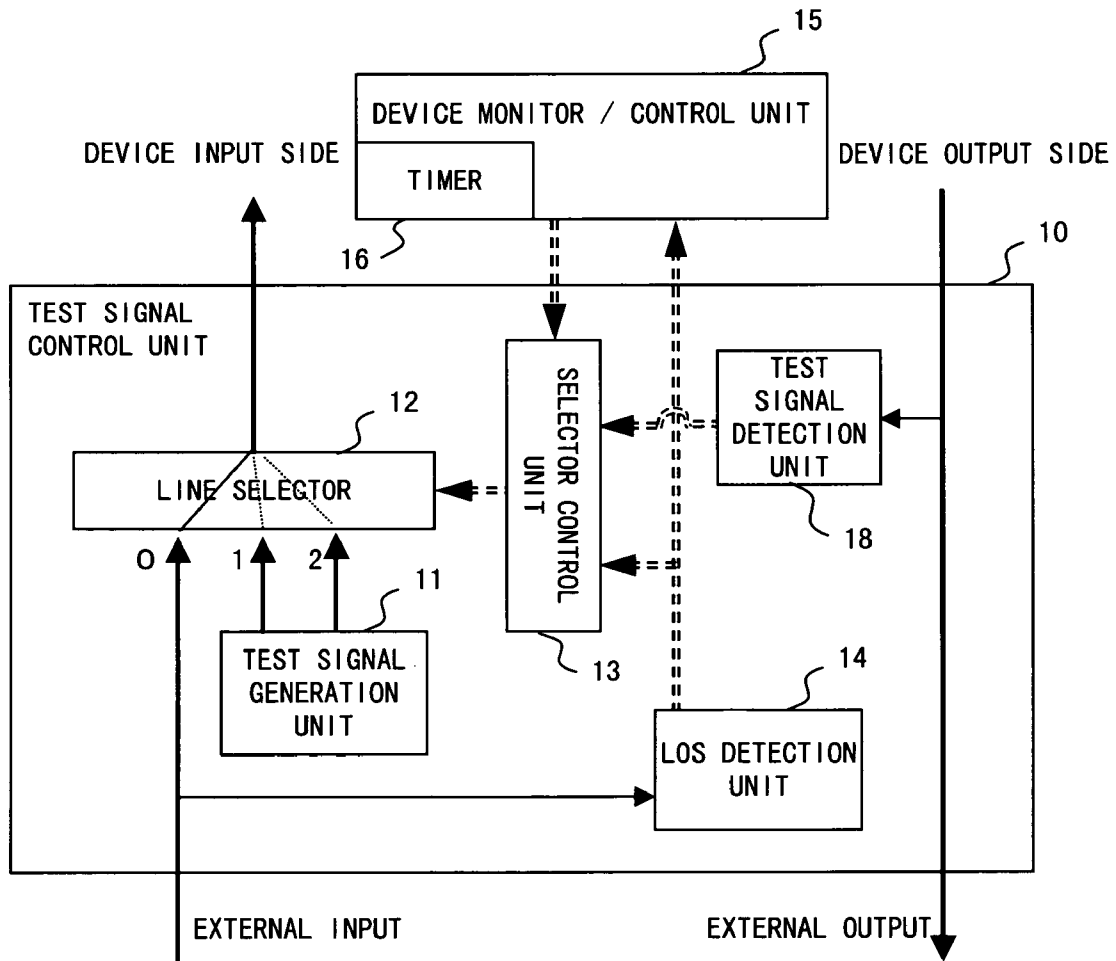 15
DEVICE MONITOR / CONTROL UNIT
DEVICE INPUT SIDE
DEVICE OUTPUT SIDE
TIMER
16
10
TEST SIGNAL
CONTROL UNIT
12
LINE SELECTOR
SELECTOR CONTROL
UNIT
TEST
SIGNAL
DETECTION
UNIT
18
0
1
2
11
TEST SIGNAL
GENERATION
UNIT
13
14
LOS DETECTION
UNIT
EXTERNAL INPUT
EXTERNAL OUTPUT